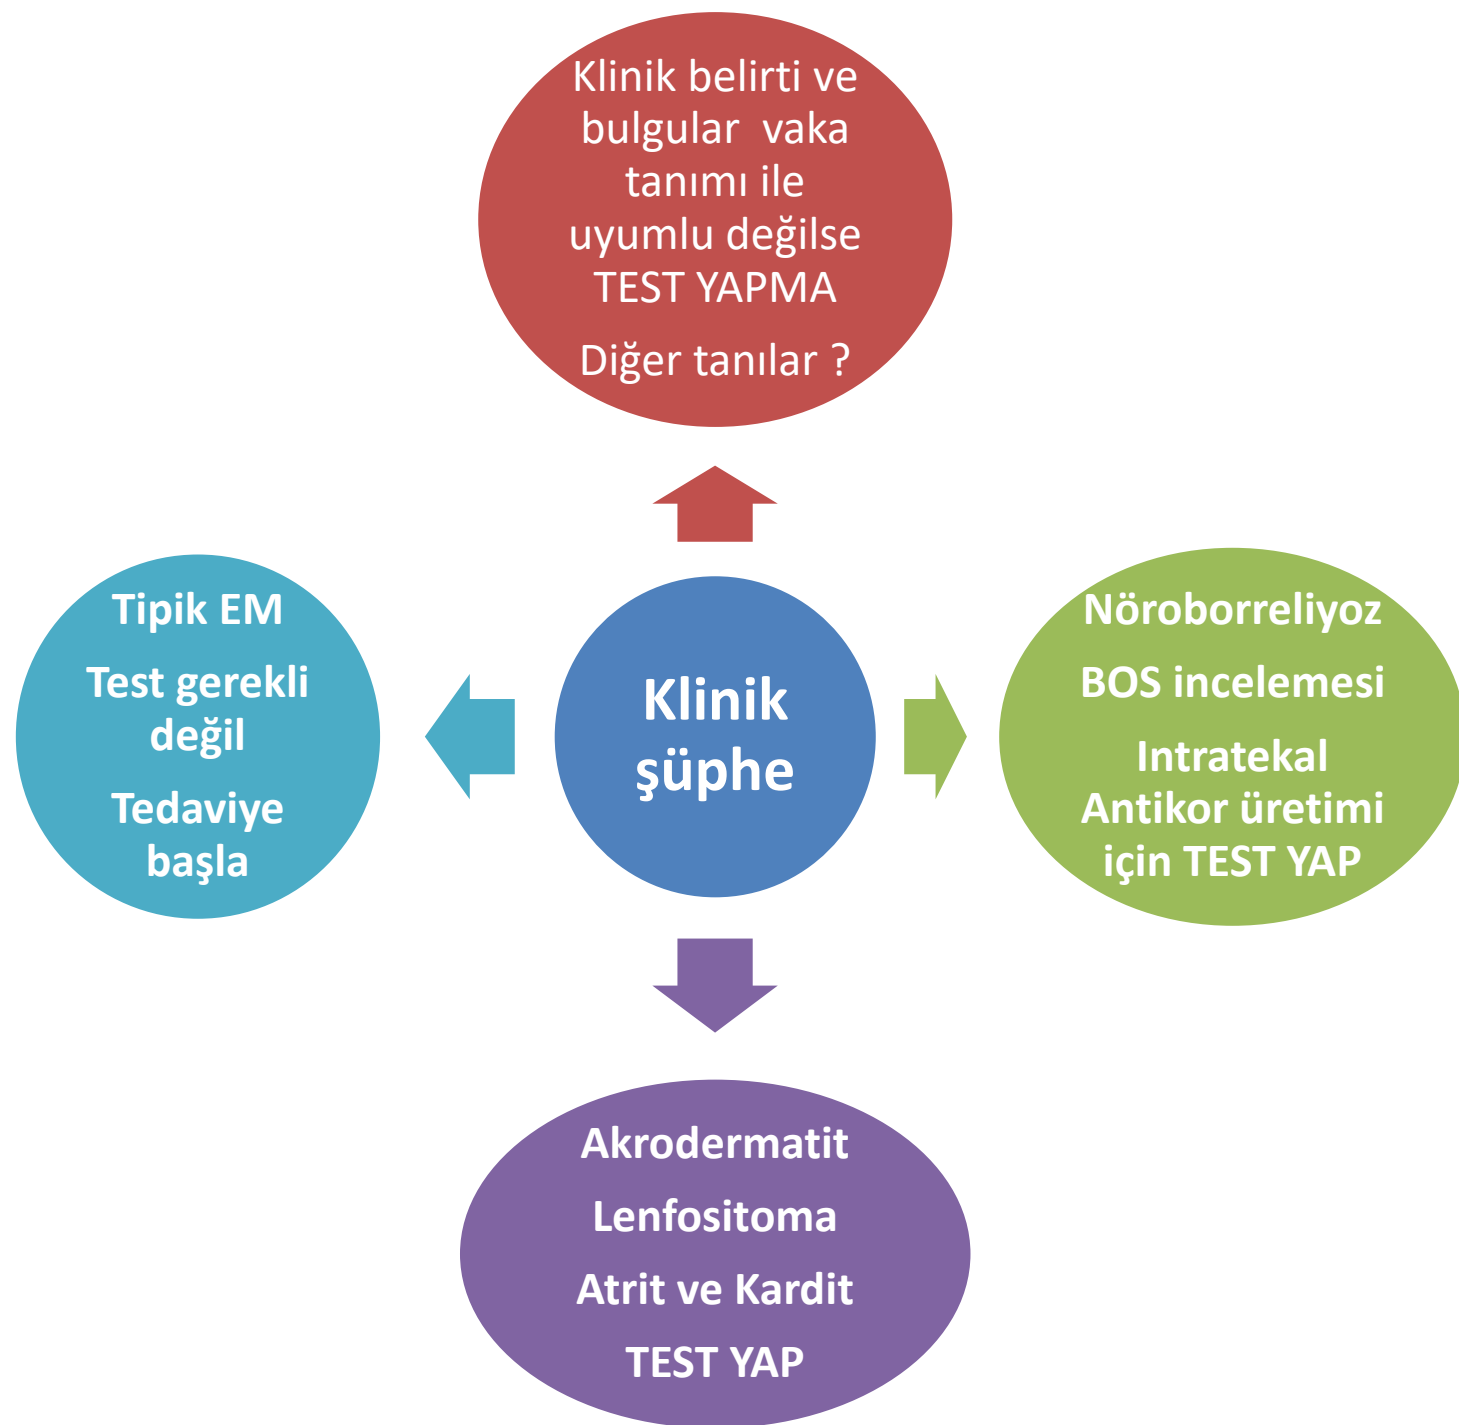 Klinik belirti ve
bulgular vaka
tanımı ile
uyumlu değilse
TEST YAPMA
Diğer tanılar ?
Tipik EM
Test gerekli
değil
Tedaviye
başla
Klinik
şüphe
Nöroborreliyoz
BOS incelemesi
Intratekal
Antikor üretimi
için TEST YAP
Akrodermatit
Lenfositoma
Atrit ve Kardit
TEST YAP